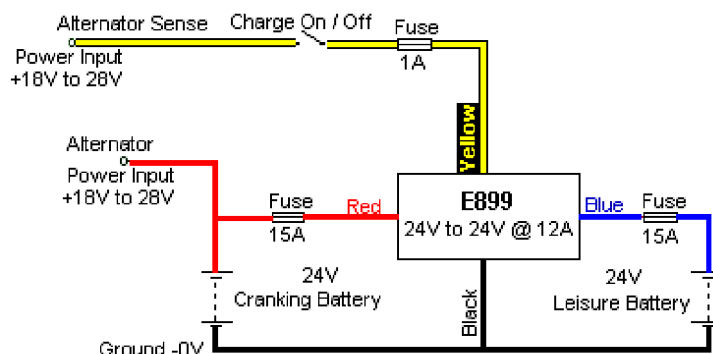 Alternator Sense
Charge On / Off
Fuse
Power Input
+18V to 28V
1A
Yellow
Alternator
Power Input
+18V to 28V
Fuse
Red
15A
E899
24V to 24V @ 12A
Blue
Fuse
15A
24V
Cranking Battery
Black
24V
Leisure Battery
Ground -0V